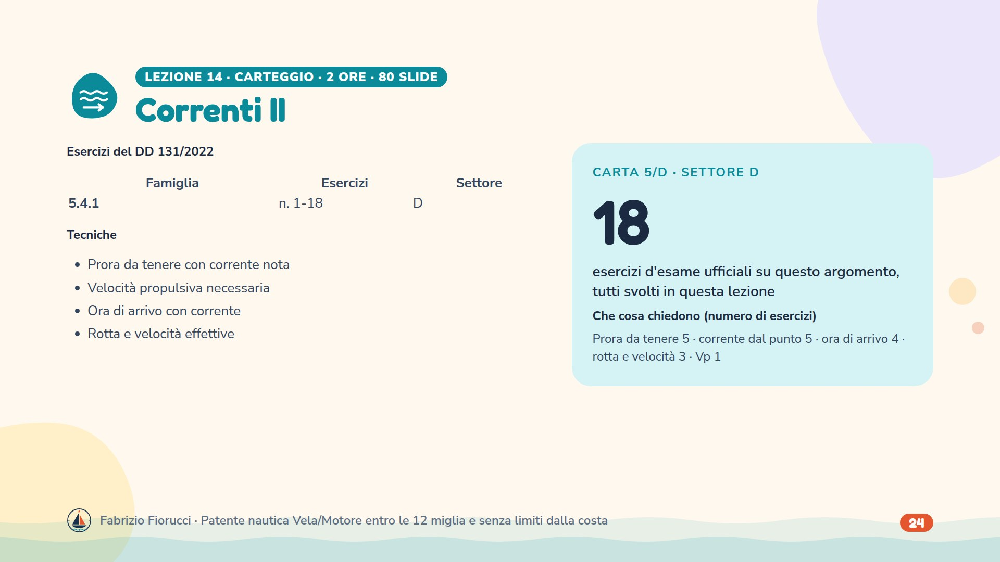 LEZIONE 14 · CARTEGGIO · 2 ORE · 80 SLIDE
Correnti II
Esercizi del DD 131/2022
Famiglia Esercizi Settore
5.4.1 n. 1-18 D
Tecniche
• Prora da tenere con corrente nota
• Velocità propulsiva necessaria
• Ora di arrivo con corrente
• Rotta e velocità effettive
CARTA 5/D · SETTORE D
18
esercizi d'esame ufficiali su questo argomento,
tutti svolti in questa lezione
Che cosa chiedono (numero di esercizi)
Prora da tenere 5 · corrente dal punto 5 · ora di arrivo 4 ·
rotta e velocità 3 · Vp 1
Fabrizio Fiorucci · Patente nautica Vela/Motore entro le 12 miglia e senza limiti dalla costa
24